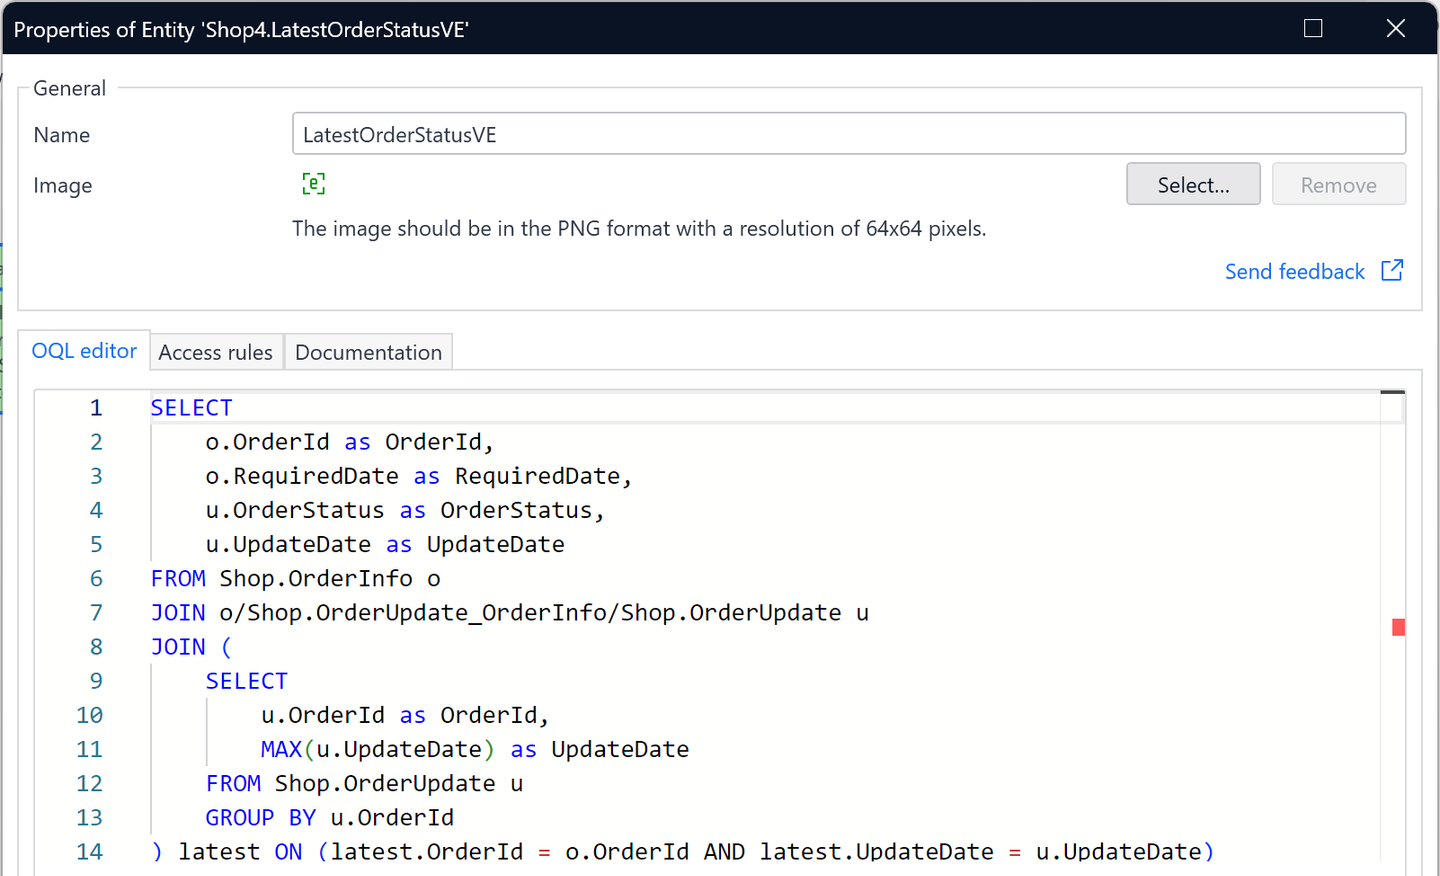 Properties of Entity 'Shop4.LatestOrderStatusVE'
General
Name LatestOrderStatusVE
Image Select... Remove
The image should be in the PNG format with a resolution of 64x64 pixels.
Send feedback
OQL editor Access rules Documentation
1 SELECT
2 o.OrderId as OrderId,
3 o.RequiredDate as RequiredDate,
4 u.OrderStatus as OrderStatus,
5 u.UpdateDate as UpdateDate
6 FROM Shop.OrderInfo o
7 JOIN o/Shop.OrderUpdate_OrderInfo/Shop.OrderUpdate u
8 JOIN (
9 SELECT
10 u.OrderId as OrderId,
11 MAX(u.UpdateDate) as UpdateDate
12 FROM Shop.OrderUpdate u
13 GROUP BY u.OrderId
14 ) latest ON (latest.OrderId = o.OrderId AND latest.UpdateDate = u.UpdateDate)